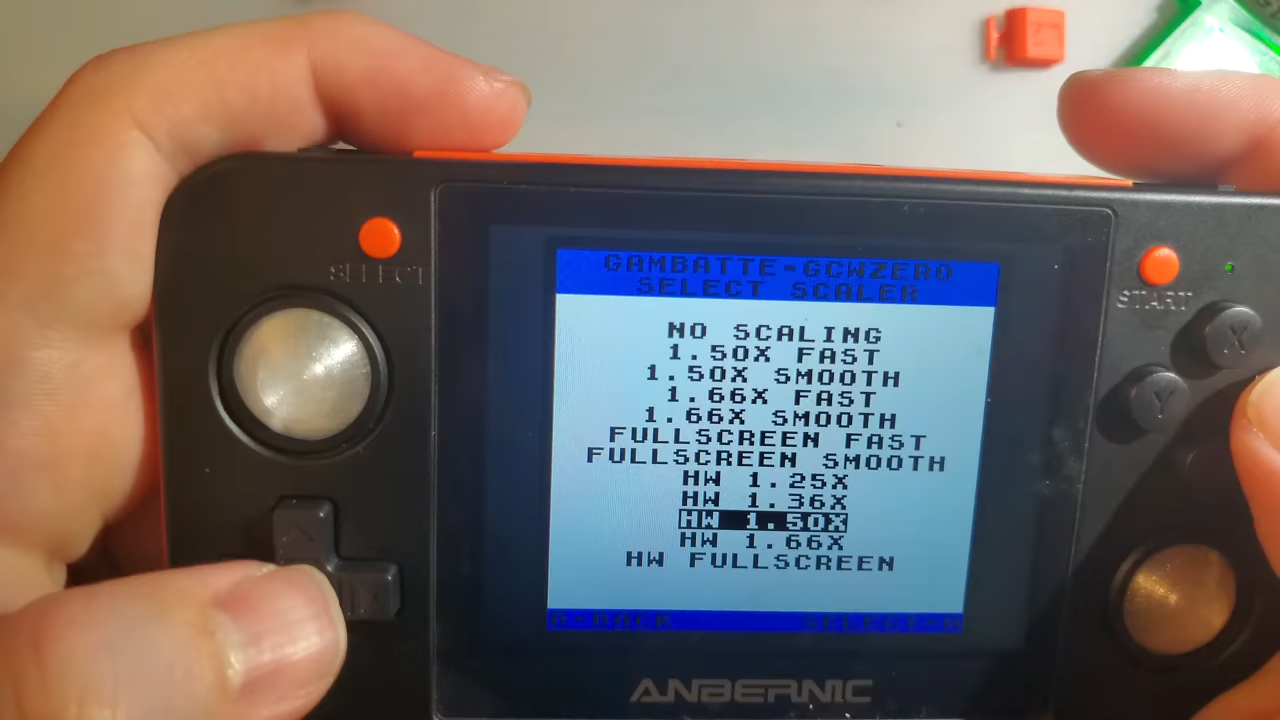 SELECT
START
X
Y
GAMBATTE-GCWZERO
SELECT SCALER
NO SCALING
1.50X FAST
1.50X SMOOTH
1.66X FAST
1.66X SMOOTH
FULLSCREEN FAST
FULLSCREEN SMOOTH
HW 1.25X
HW 1.36X
HW 1.50X
HW 1.66X
HW FULLSCREEN
ANBERNIC